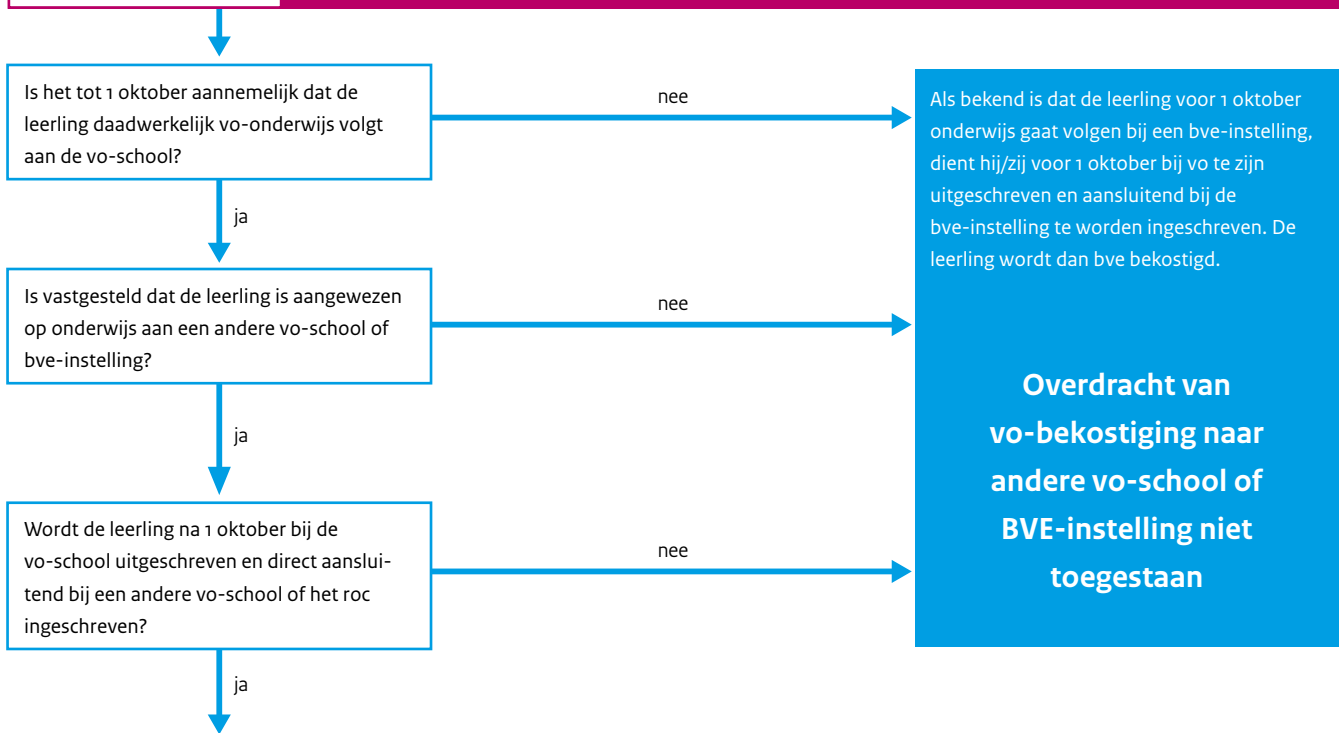 Is het tot 1 oktober aannemelijk dat de
leerling daadwerkelijk vo-onderwijs volgt
aan de vo-school?
nee
Als bekend is dat de leerling voor 1 oktober
onderwijs gaat volgen bij een bve-instelling,
dient hij/zij voor 1 oktober bij vo te zijn
uitgeschreven en aansluitend bij de
bve-instelling te worden ingeschreven. De
leerling wordt dan bve bekostigd.
ja
Is vastgesteld dat de leerling is aangewezen
op onderwijs aan een andere vo-school of
bve-instelling?
nee
Overdracht van
vo-bekostiging naar
andere vo-school of
BVE-instelling niet
toegestaan
ja
Wordt de leerling na 1 oktober bij de
vo-school uitgeschreven en direct aanslui-
tend bij een andere vo-school of het roc
ingeschreven?
nee
ja